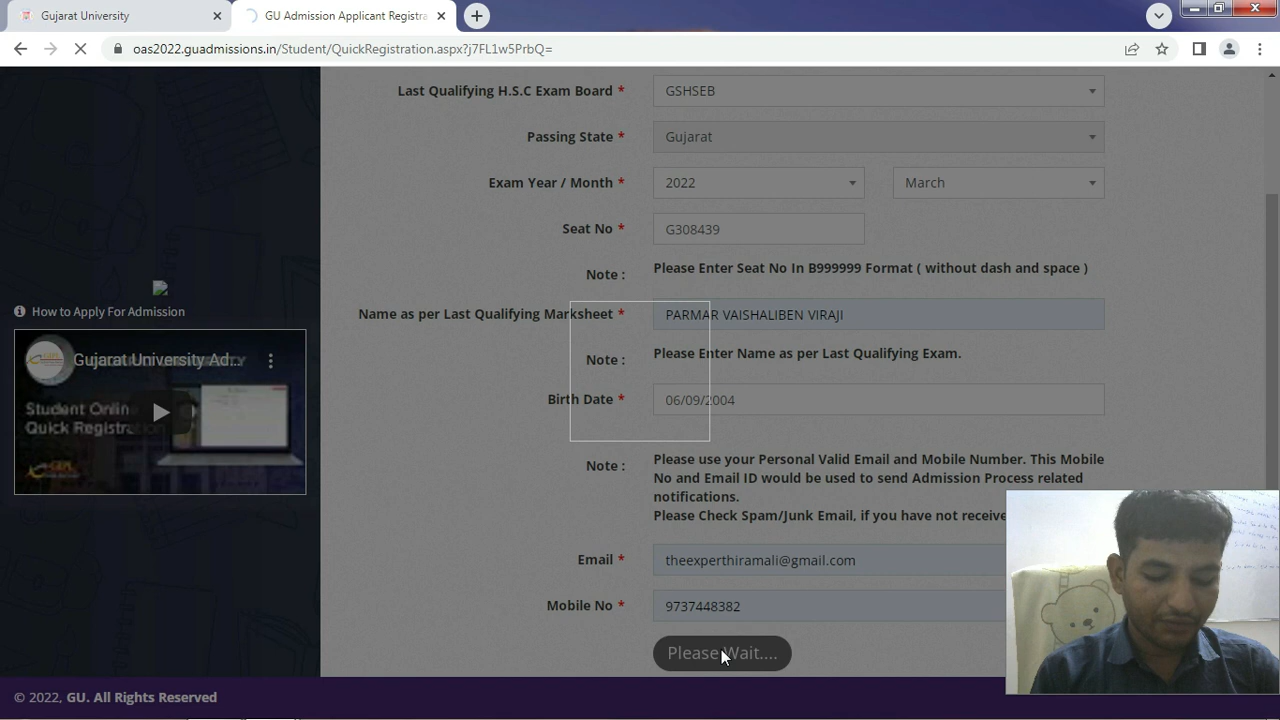 Gujarat University
GU Admission Applicant Registra
oas2022.guadmissions.in/Student/QuickRegistration.aspx?j7FL1w5PrbQ=
Last Qualifying H.S.C Exam Board *
GSHSEB
Passing State *
Gujarat
Exam Year / Month *
2022
March
Seat No *
G308439
Note :
Please Enter Seat No In B999999 Format ( without dash and space )
How to Apply For Admission
Gujarat University Ad...
Student Onlin
Quick Registra
Name as per Last Qualifying Marksheet *
PARMAR VAISHALIBEN VIRAJI
Note :
Please Enter Name as per Last Qualifying Exam.
Birth Date *
06/09/2004
Note :
Please use your Personal Valid Email and Mobile Number. This Mobile
No and Email ID would be used to send Admission Process related
notifications.
Please Check Spam/Junk Email, if you have not receive
Email *
theexperthiramali@gmail.com
Mobile No *
9737448382
Please Wait....
© 2022, GU. All Rights Reserved